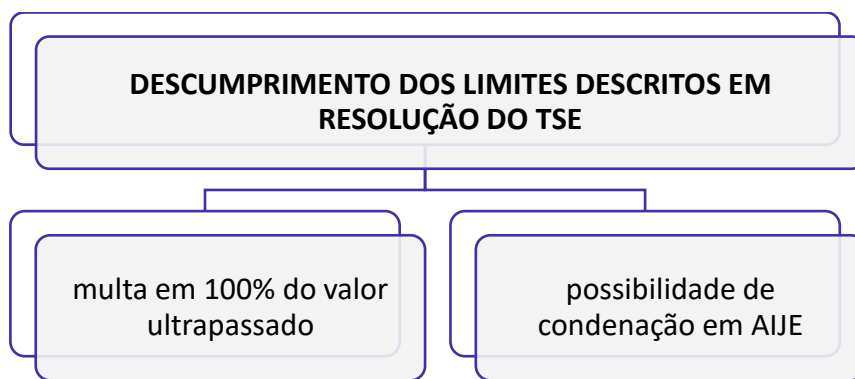 DESCUMPRIMENTO DOS LIMITES DESCRITOS EM
RESOLUÇÃO DO TSE
multa em 100% do valor
ultrapassado
possibilidade de
condenação em AIJE